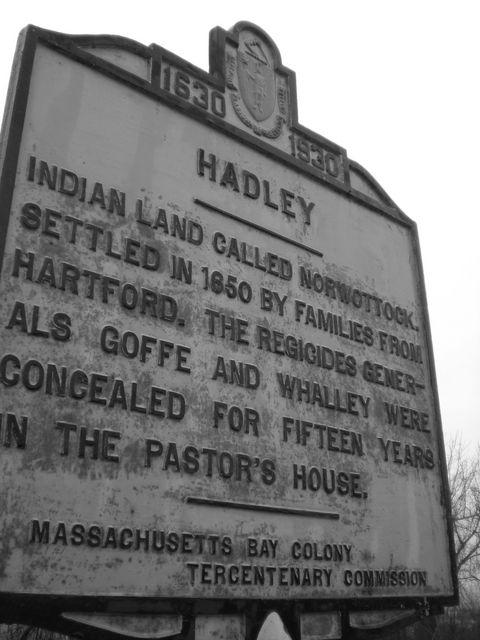 1630
1930
HADLEY
INDIAN LAND CALLED NORWOTTOCK.
SETTLED IN 1650 BY FAMILIES FROM
HARTFORD. THE REGICIDES GENER-
ALS GOFFE AND WHALLEY WERE
CONCEALED FOR FIFTEEN YEARS
IN THE PASTOR'S HOUSE.
MASSACHUSETTS BAY COLONY
TERCENTENARY COMMISSION